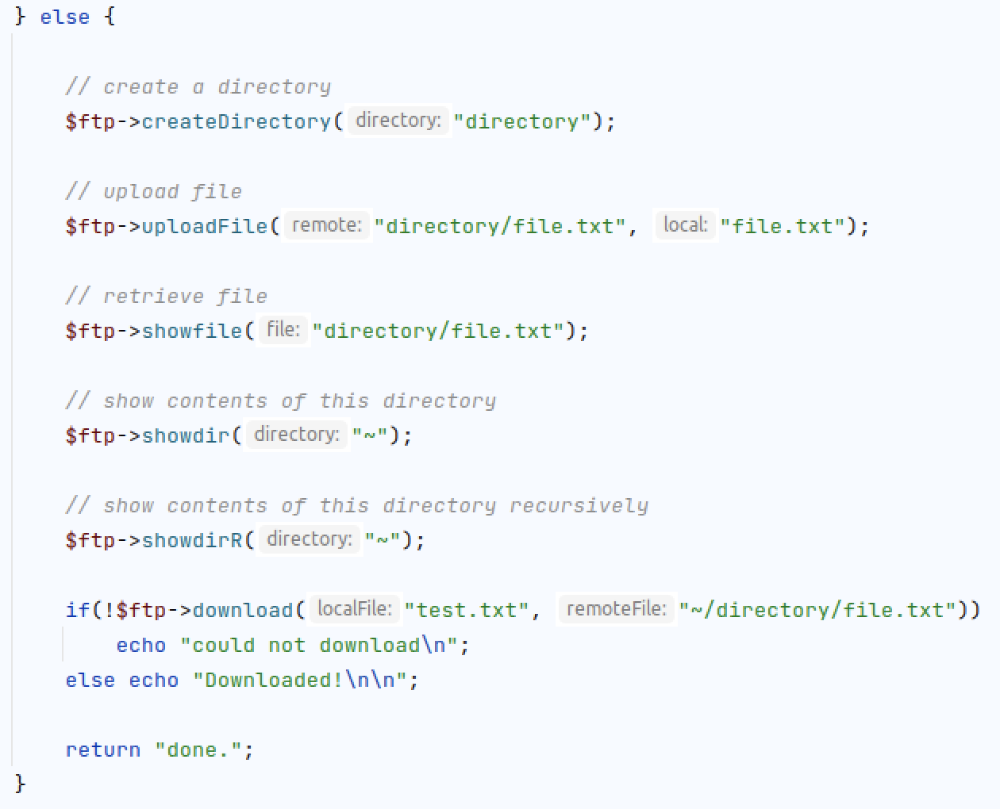 } else {
// create a directory
$ftp->createDirectory( directory: "directory");
// upload file
$ftp->uploadFile( remote: "directory/file.txt", local: "file.txt");
// retrieve file
$ftp->showfile( file: "directory/file.txt");
// show contents of this directory
$ftp->showdir( directory: "~");
// show contents of this directory recursively
$ftp->showdirR( directory: "~");
if(!$ftp->download( localFile: "test.txt", remoteFile: "~/directory/file.txt"))
echo "could not download\n";
else echo "Downloaded!\n\n";
return "done.";
}